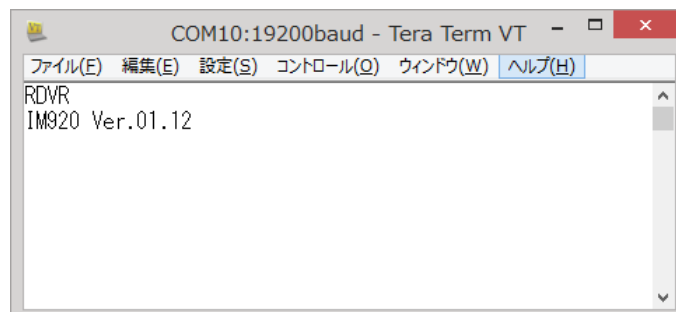 COM10:19200baud - Tera Term VT
ファイル(F) 編集(E) 設定(S) コントロール(O) ウィンドウ(W) ヘルプ(H)
RDVR
IM920 Ver.01.12